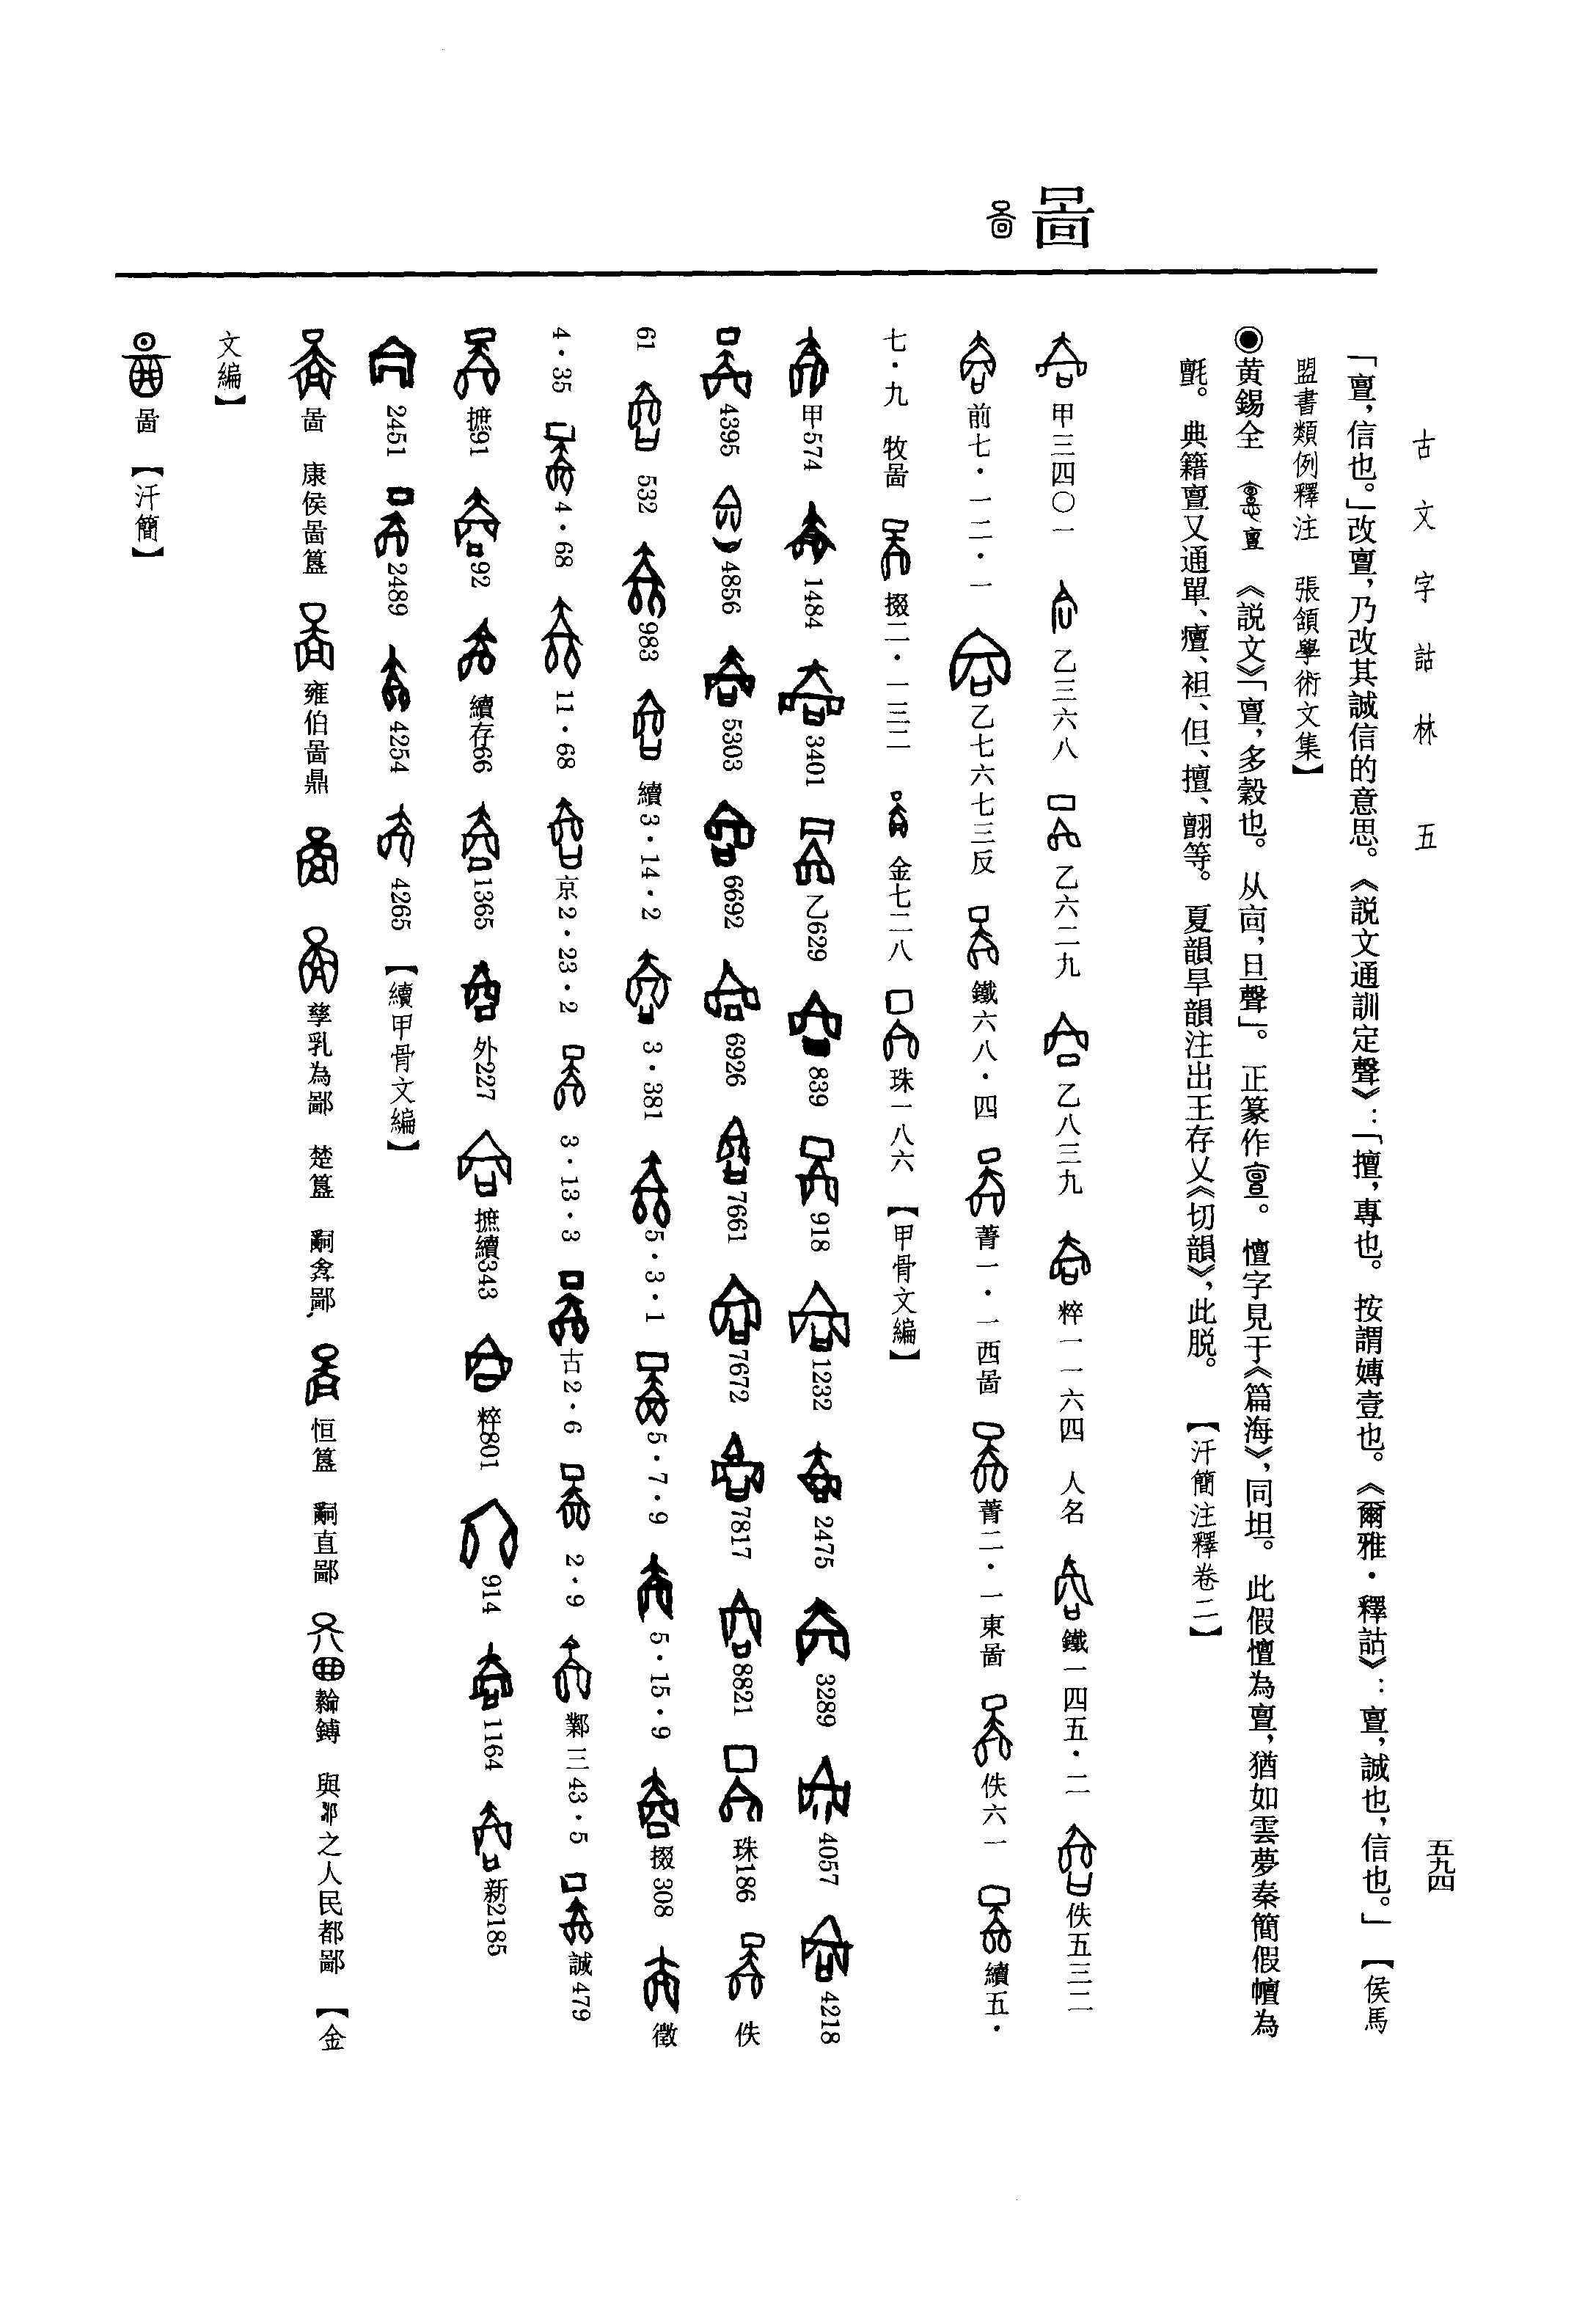 古文字詁林 五
五九四
「亶，信也。」改亶，乃改其誠信的意思。《説文通訓定聲》：「擅，專也。按謂嫥壹也。《爾雅·釋詁》：亶，誠也，信也。」【侯馬
盟書類例釋注 張頷學術文集】
◉黄錫全 亶 《説文》「亶，多穀也。从㐭，旦聲」。正篆作。憻字見于《篇海》，同坦。此假憻為亶，猶如雲夢秦簡假幝為
氈。典籍亶又通單、癉、袒、但、擅、翾等。夏韻旱韻注出王存乂《切韻》，此脱。 【汗簡注釋卷二】
啚
甲三四〇一 乙三六八 乙六二九 乙八三九 粹一一六四 人名 鐵一四五·二 佚五三二
前七·一二·一 乙七六七三反 鐵六八·四 菁一·一西啚 菁二·一東啚 佚六一 續五·
七·九 牧啚 掇二·一三二 金七二八 珠一八六 【甲骨文編】
甲574 1484 3401 乙629 839 918 1232 2475 3289 4057 4218
4395 4856 5303 6692 6926 7661 7672 7817 8821 珠186 佚
61 532 983 續3·14·2 3·381 5·3·1 5·7·9 5·15·9 掇308 徵
4·35 4·68 11·68 京2·23·2 3·13·3 古2·6 2·9 鄴三43·5 誠479
摭91 92 續存66 1365 外227 摭續343 粹801 914 1164 新2185
2451 2489 4254 4265 【續甲骨文編】
啚 康侯啚簋 雍伯啚鼎 孳乳為鄙 楚簋 嗣鄙 恒簋 嗣直鄙 鎛 與之人民都鄙 【金
文編】
啚 【汗簡】